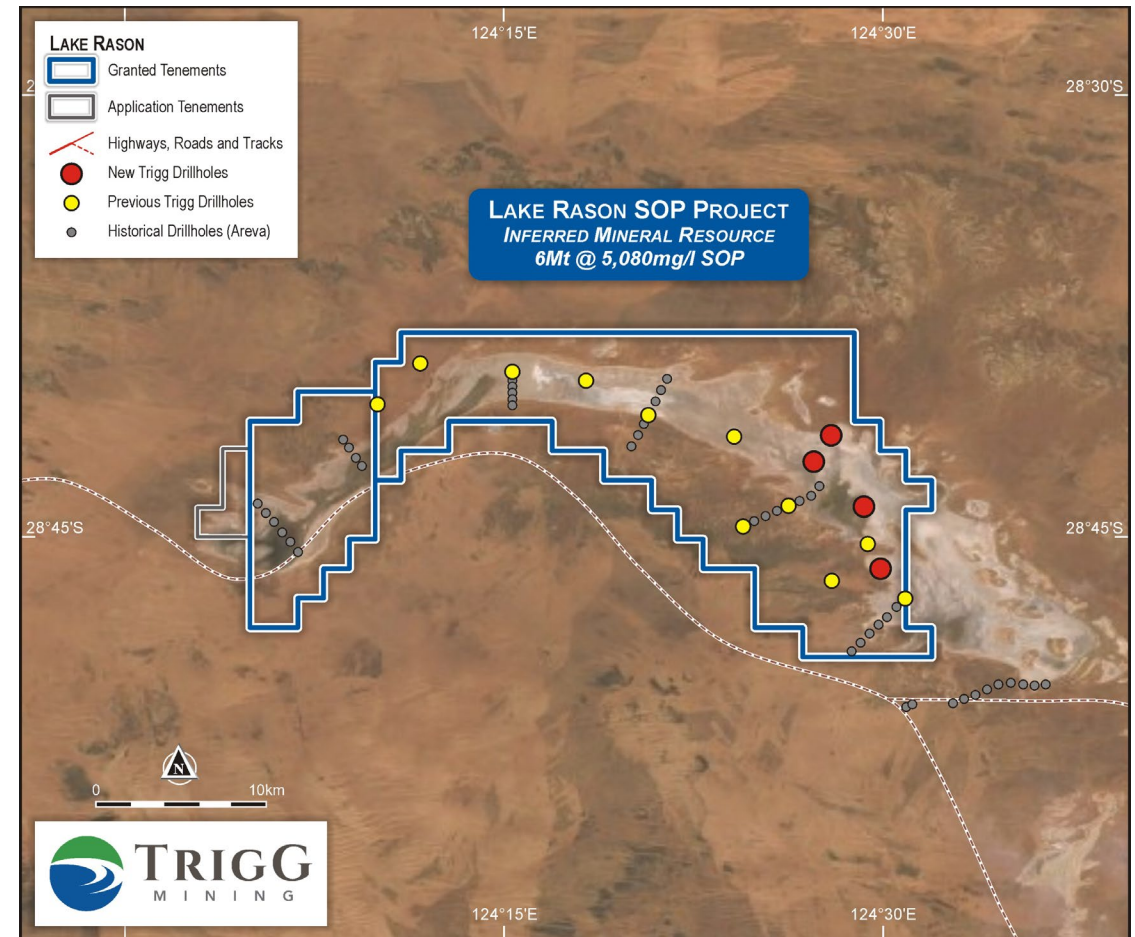 124°15'E
124°30'E
LAKE RASON
Granted Tenements
Application Tenements
Highways, Roads and Tracks
New Trigg Drillholes
Previous Trigg Drillholes
Historical Drillholes (Areva)
28°30'S
LAKE RASON SOP PROJECT
INFERRED MINERAL RESOURCE
6Mt @ 5,080mg/l SOP
28°45'S
28°45'S
N
0
10km
TRIGG
MINING
124°15'E
124°30'E